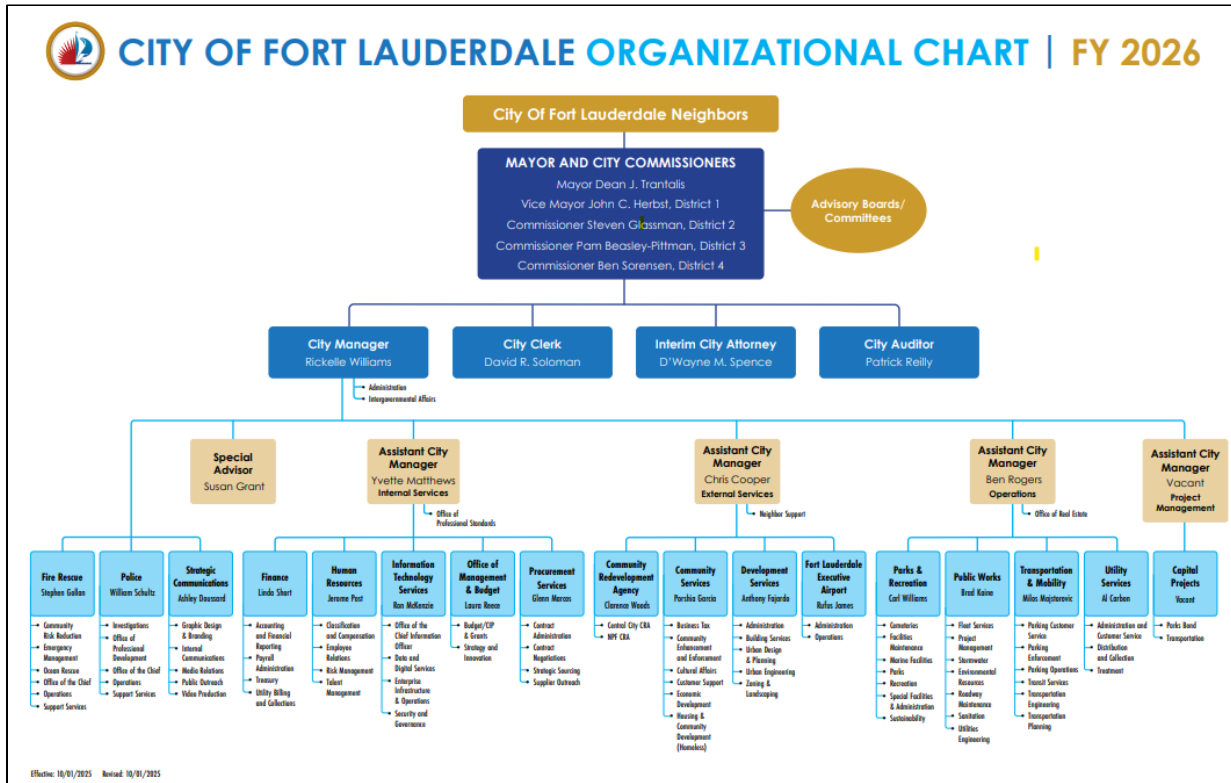 CITY OF FORT LAUDERDALE ORGANIZATIONAL CHART | FY 2026
City Of Fort Lauderdale Neighbors
MAYOR AND CITY COMMISSIONERS
Mayor Dean J. Trantalis
Vice Mayor John C. Herbst, District 1
Commissioner Steven Glassman, District 2
Commissioner Pam Beasley-Pittman, District 3
Commissioner Ben Sorensen, District 4
Advisory Boards/
Committees
City Manager
Rickelle Williams
City Clerk
David R. Soloman
Interim City Attorney
D'Wayne M. Spence
City Auditor
Patrick Reilly
Administration
Intergovernmental Affairs
Special
Advisor
Susan Grant
Assistant City
Manager
Yvette Matthews
Internal Services
Assistant City
Manager
Chris Cooper
External Services
Assistant City
Manager
Ben Rogers
Operations
Assistant City
Manager
Vacant
Project
Management
Office of
Professional Standards
Neighbor Support
Office of Real Estate
Fire Rescue
Stephen Gollan
Community
Risk Reduction
Emergency
Management
Ocean Rescue
Office of the Chief
Operations
Support Services
Police
William Schultz
Investigations
Office of
Professional
Development
Office of the Chief
Operations
Support Services
Strategic
Communications
Ashley Doussard
Graphic Design
& Branding
Internal
Communications
Media Relations
Public Outreach
Video Production
Finance
Linda Short
Accounting
and Financial
Reporting
Payroll
Administration
Treasury
Utility Billing
and Collections
Human
Resources
Jerome Post
Classification
and Compensation
Employee
Relations
Risk Management
Talent
Management
Information
Technology
Services
Ron McKenzie
Office of the
Chief Information
Officer
Data and
Digital Services
Enterprise
Infrastructure
& Operations
Security and
Governance
Office of
Management
& Budget
Laura Reece
Budget/CIP
& Grants
Strategy and
Innovation
Procurement
Services
Glenn Marcos
Contract
Administration
Contract
Negotiations
Strategic Sourcing
Supplier Outreach
Community
Redevelopment
Agency
Clarence Woods
Central City CRA
NPF CRA
Community
Services
Porshia Garcia
Business Tax
Community
Enhancement
and Enforcement
Cultural Affairs
Customer Support
Economic
Development
Housing &
Community
Development
(Homeless)
Development
Services
Anthony Fajardo
Administration
Building Services
Urban Design
& Planning
Urban Engineering
Zoning &
Landscaping
Fort Lauderdale
Executive
Airport
Rufus James
Administration
Operations
Parks &
Recreation
Carl Williams
Cemeteries
Facilities
Maintenance
Marine Facilities
Parks
Recreation
Special Facilities
& Administration
Sustainability
Public Works
Brad Kaine
Fleet Services
Project
Management
Stormwater
Environmental
Resources
Roadway
Maintenance
Sanitation
Utilities
Engineering
Transportation
& Mobility
Milos Majstorovic
Parking Customer
Service
Parking
Enforcement
Parking Operations
Transit Services
Transportation
Engineering
Transportation
Planning
Utility
Services
Al Carbon
Administration and
Customer Service
Distribution
and Collection
Treatment
Capital
Projects
Vacant
Parks Bond
Transportation
Effective: 10/01/2025 Revised: 10/01/2025